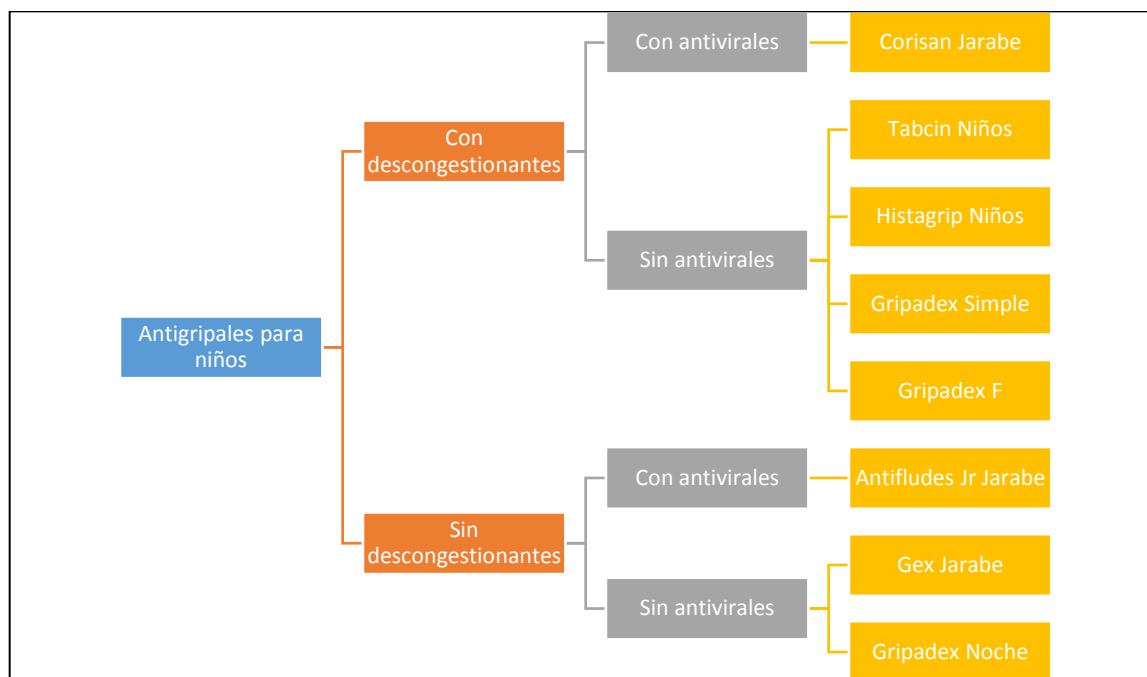 Antigripales para
niños
Con
descongestionantes
Con antivirales
Corisan Jarabe
Sin antivirales
Tabcin Niños
Histagrip Niños
Gripadex Simple
Gripadex F
Sin
descongestionantes
Con antivirales
Antifludes Jr Jarabe
Sin antivirales
Gex Jarabe
Gripadex Noche